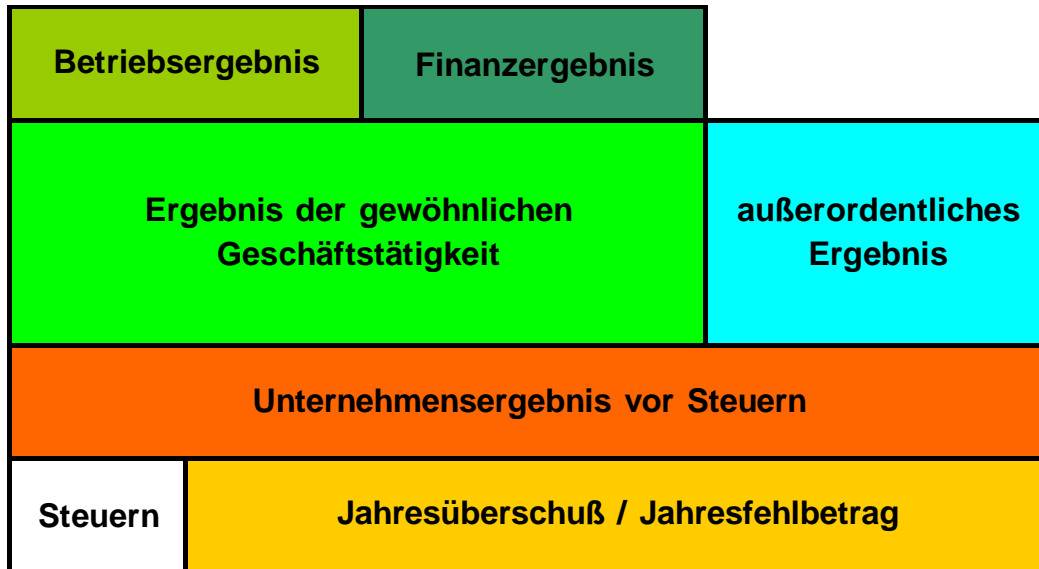 Betriebsergebnis
Finanzergebnis
Ergebnis der gewöhnlichen
Geschäftstätigkeit
außerordentliches
Ergebnis
Unternehmensergebnis vor Steuern
Steuern
Jahresüberschuß / Jahresfehlbetrag